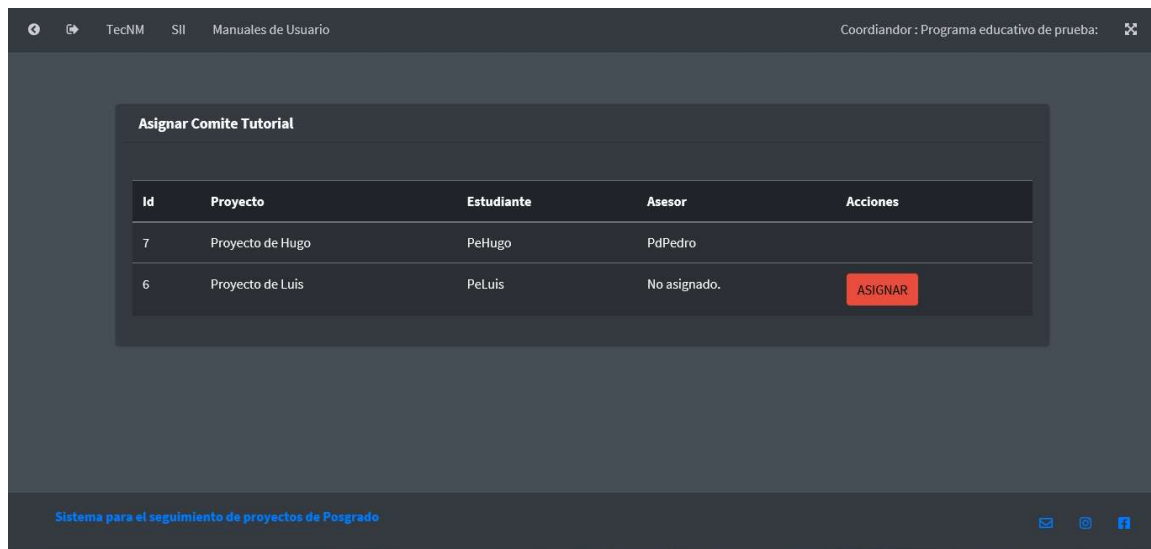 TecNM SII Manuales de Usuario Coordiandor : Programa educativo de prueba:
Asignar Comite Tutorial
Id Proyecto Estudiante Asesor Acciones
7 Proyecto de Hugo PeHugo PdPedro
6 Proyecto de Luis PeLuis No asignado. ASIGNAR
Sistema para el seguimiento de proyectos de Posgrado